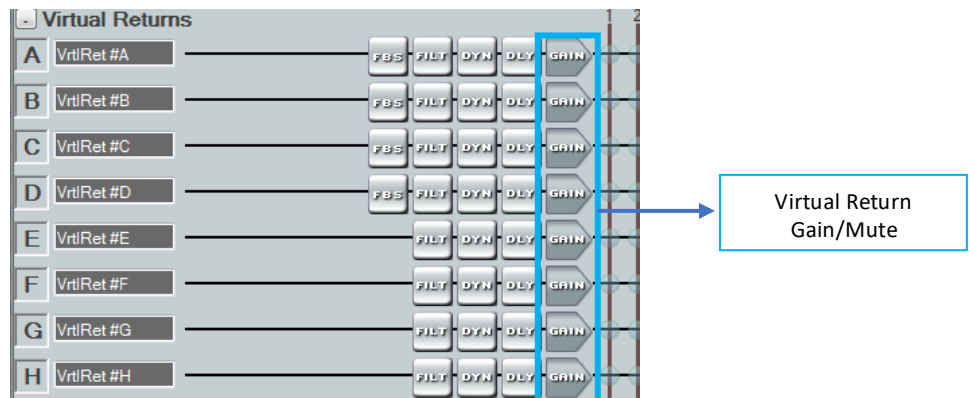 - Virtual Returns 1 2
A VrtlRet #A FBS FILT DYN DLY GAIN
B VrtlRet #B FBS FILT DYN DLY GAIN
C VrtlRet #C FBS FILT DYN DLY GAIN
D VrtlRet #D FBS FILT DYN DLY GAIN
E VrtlRet #E FILT DYN DLY GAIN
F VrtlRet #F FILT DYN DLY GAIN
G VrtlRet #G FILT DYN DLY GAIN
H VrtlRet #H FILT DYN DLY GAIN
Virtual Return
Gain/Mute